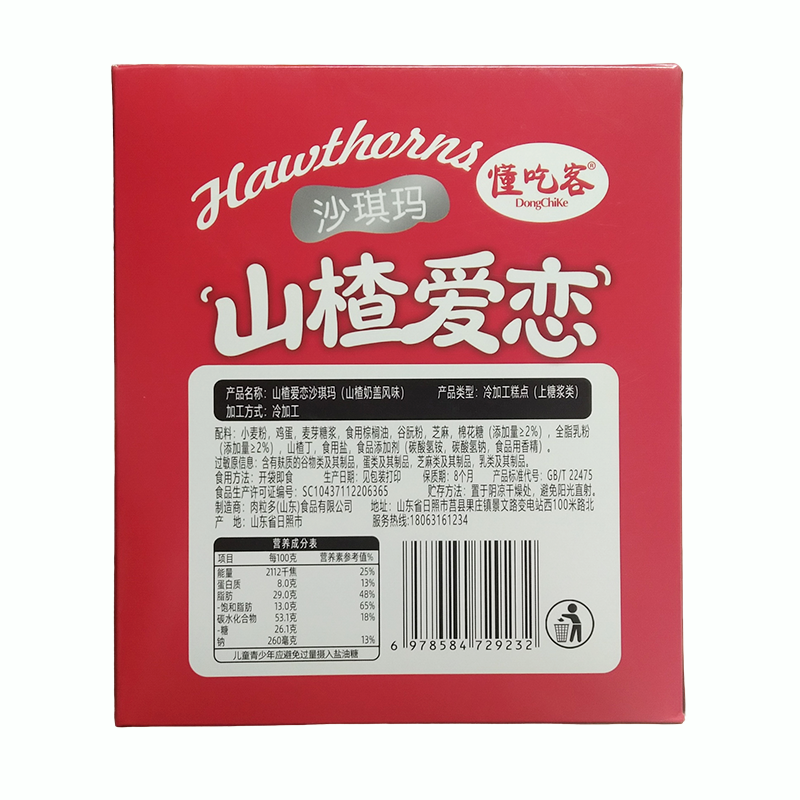 Hawthorns
沙琪玛
懂吃客®
DongChiKe
山楂爱恋
产品名称：山楂爱恋沙琪玛（山楂奶盖风味） 产品类型：冷加工糕点（上糖浆类）
加工方式：冷加工
配料：小麦粉，鸡蛋，麦芽糖浆，食用棕榈油，谷朊粉，芝麻，棉花糖（添加量≥2%），全脂乳粉
（添加量≥2%），山楂丁，食用盐，食品添加剂（碳酸氢铵，碳酸氢钠，食品用香精）。
过敏原信息：含有麸质的谷物类及其制品，蛋类及其制品，芝麻类及其制品，乳类及其制品。
食用方法：开袋即食 生产日期：见包装打印 保质期：8个月 产品标准代号：GB/T 22475
食品生产许可证编号：SC10437112206365 贮存方法：置于阴凉干燥处，避免阳光直射。
制造商：肉粒多(山东)食品有限公司 地址：山东省日照市莒县果庄镇景文路变电站西100米路北
产 地:山东省日照市 服务热线:18063161234
营养成分表
项目 每100克 营养素参考值%
能量 2112千焦 25%
蛋白质 8.0克 13%
脂肪 29.0克 48%
-饱和脂肪 13.0克 65%
碳水化合物 53.1克 18%
-糖 26.1克
钠 260毫克 13%
儿童青少年应避免过量摄入盐油糖
6 978584 729232